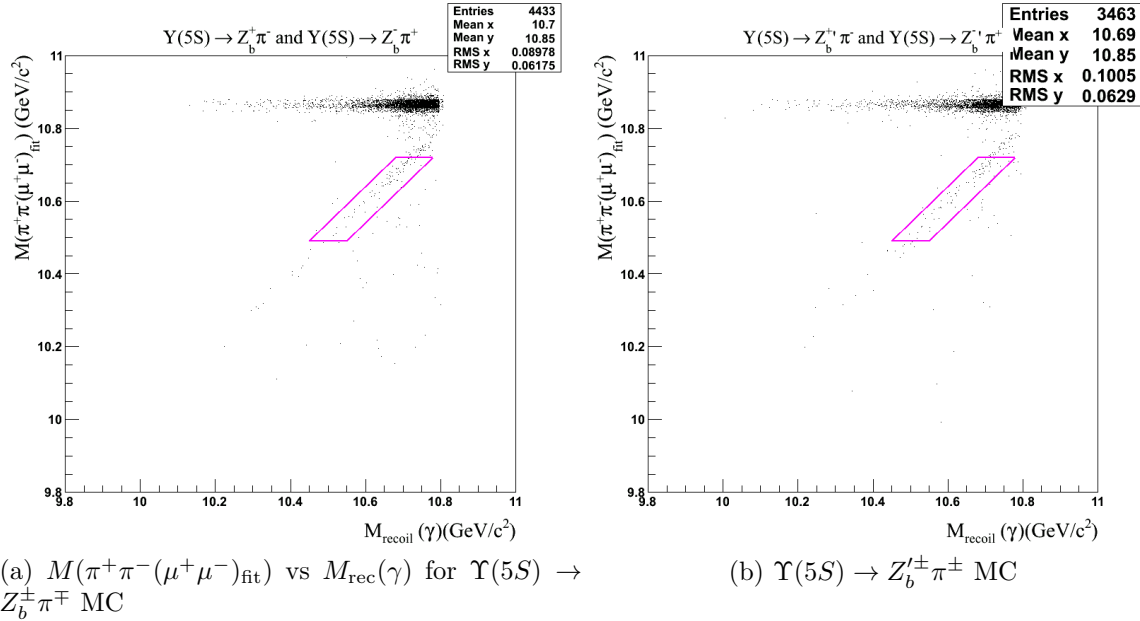 Υ(5S) → Z_b^+ π^- and Υ(5S) → Z_b^- π^+
Entries 4433
Mean x 10.7
Mean y 10.85
RMS x 0.08978
RMS y 0.06175
M(π^+π^-(μ^+μ^-)_fit) (GeV/c^2)
11
10.8
10.6
10.4
10.2
10
9.8
9.8 10 10.2 10.4 10.6 10.8 11
M_recoil (γ)(GeV/c^2)
Υ(5S) → Z_b^+' π^- and Υ(5S) → Z_b^-' π^+
Entries 3463
Mean x 10.69
Mean y 10.85
RMS x 0.1005
RMS y 0.0629
M(π^+π^-(μ^+μ^-)_fit) (GeV/c^2)
11
10.8
10.6
10.4
10.2
10
9.8
9.8 10 10.2 10.4 10.6 10.8 11
M_recoil (γ)(GeV/c^2)
(a) M(π^+π^-(μ^+μ^-)_fit) vs M_rec(γ) for Υ(5S) →
Z_b^± π^∓ MC
(b) Υ(5S) → Z_b'^± π^± MC